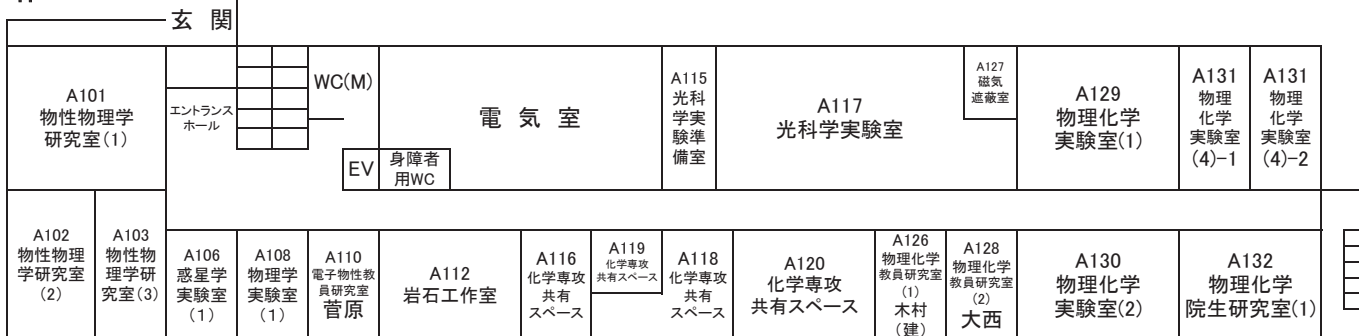 玄 関
A101
物性物理学
研究室(1)
エントランス
ホール
WC(M)
EV
身障者
用WC
電 気 室
A115
光科
学実
験準
備室
A117
光科学実験室
A127
磁気
遮蔽室
A129
物理化学
実験室(1)
A131
物理
化学
実験室
(4)-1
A131
物理
化学
実験室
(4)-2
A102
物性物理
学研究室
(2)
A103
物性物
理学研
究室(3)
A106
惑星学
実験室
(1)
A108
物理学
実験室
(1)
A110
電子物性教
員研究室
菅原
A112
岩石工作室
A116
化学専攻
共有
スペース
A119
化学専攻
共有スペース
A118
化学専攻
共有
スペース
A120
化学専攻
共有スペース
A126
物理化学
教員研究室
(1)
木村
(建)
A128
物理化学
教員研究室
(2)
大西
A130
物理化学
実験室(2)
A132
物理化学
院生研究室(1)